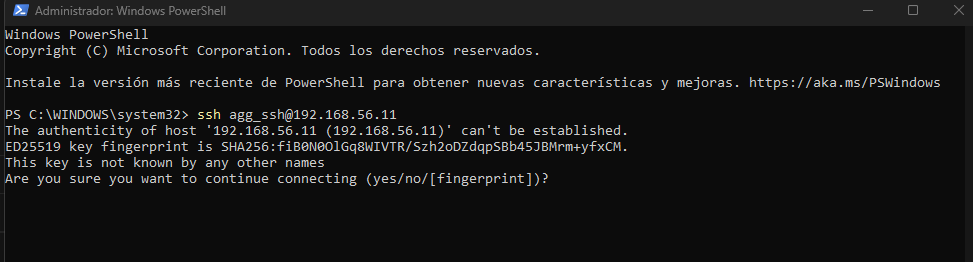 Administrador: Windows PowerShell
Windows PowerShell
Copyright (C) Microsoft Corporation. Todos los derechos reservados.
Instale la versión más reciente de PowerShell para obtener nuevas características y mejoras. https://aka.ms/PSWindows
PS C:\WINDOWS\system32> ssh agg_ssh@192.168.56.11
The authenticity of host '192.168.56.11 (192.168.56.11)' can't be established.
ED25519 key fingerprint is SHA256:fiB0N0OlGq8WIVTR/Szh2oDZdqpSBb45JBMrm+yfxCM.
This key is not known by any other names
Are you sure you want to continue connecting (yes/no/[fingerprint])?